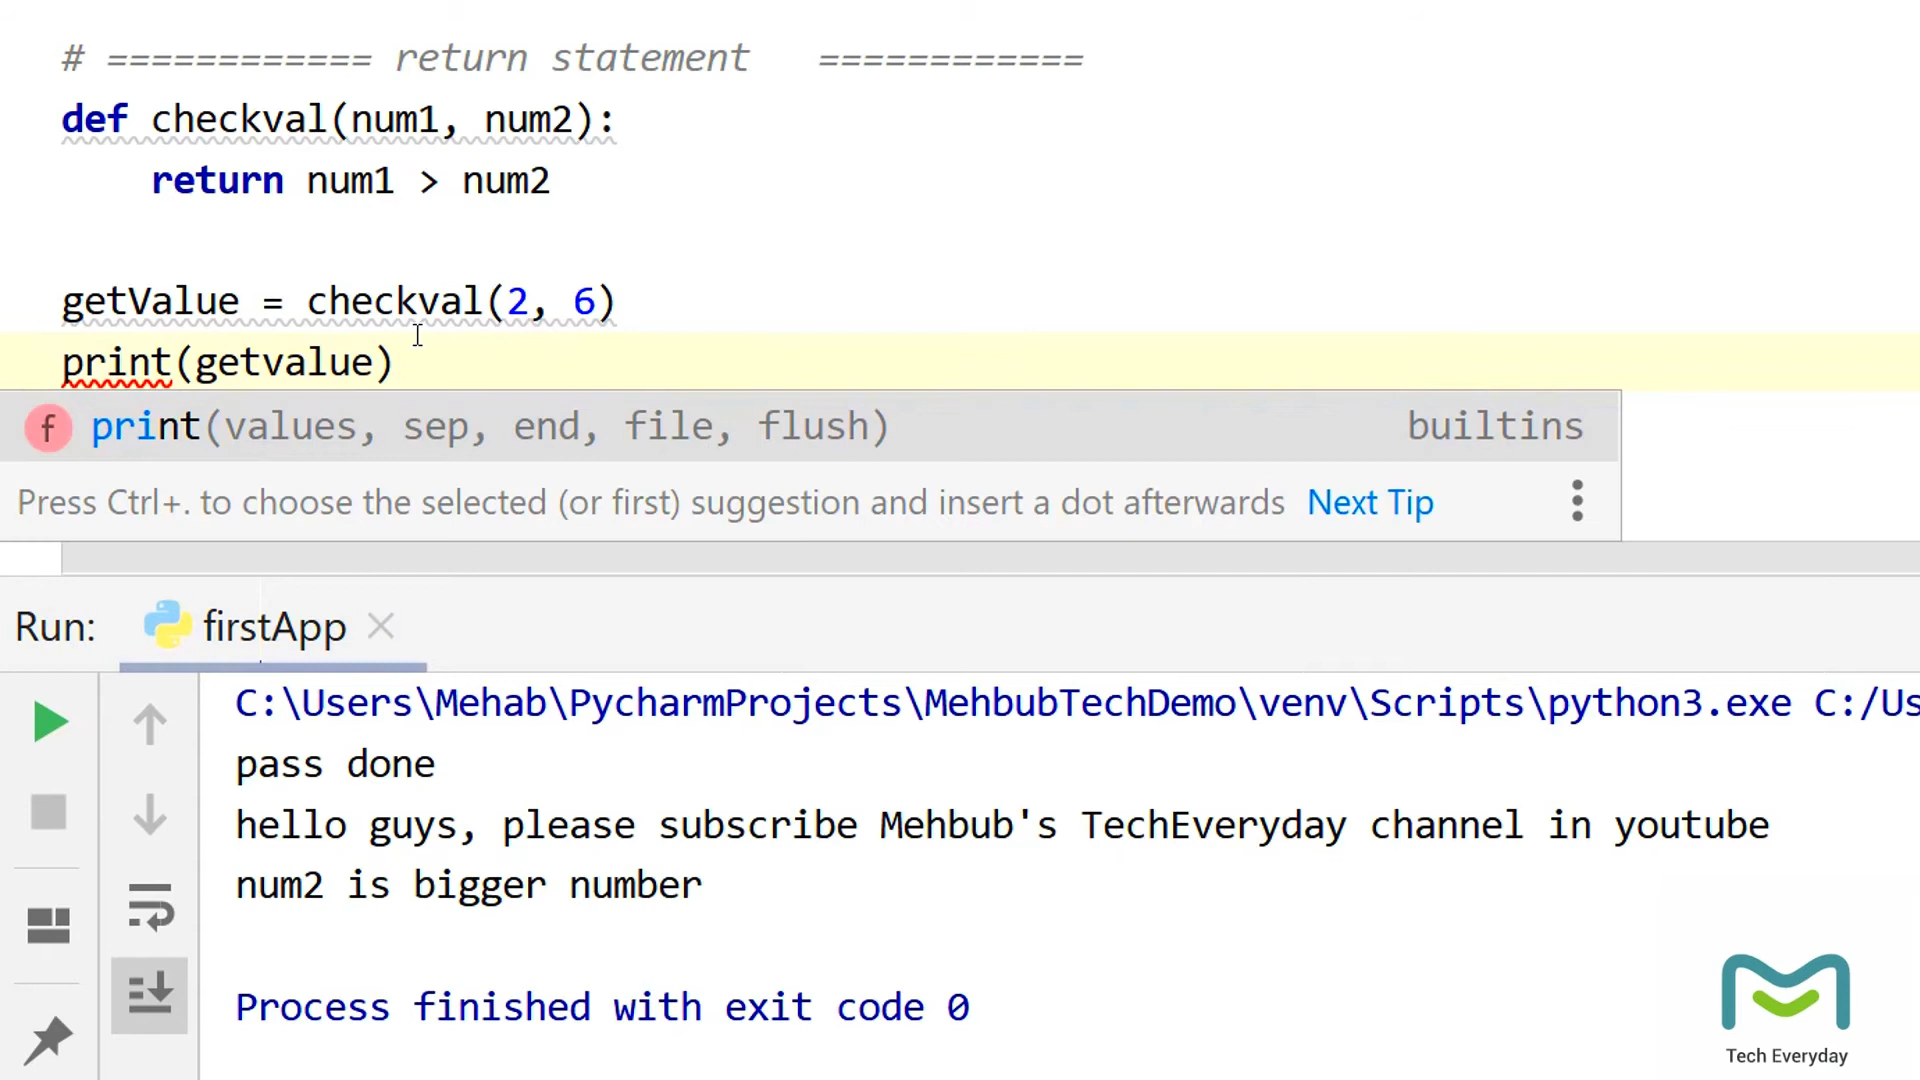 # ============ return statement ============
def checkval(num1, num2):
return num1 > num2
getValue = checkval(2, 6)
print(getvalue)
f print(values, sep, end, file, flush) builtins
Press Ctrl+. to choose the selected (or first) suggestion and insert a dot afterwards Next Tip
Run: firstApp
C:\Users\Mehab\PycharmProjects\MehbubTechDemo\venv\Scripts\python3.exe C:/Us
pass done
hello guys, please subscribe Mehbub's TechEveryday channel in youtube
num2 is bigger number
Process finished with exit code 0
Tech Everyday